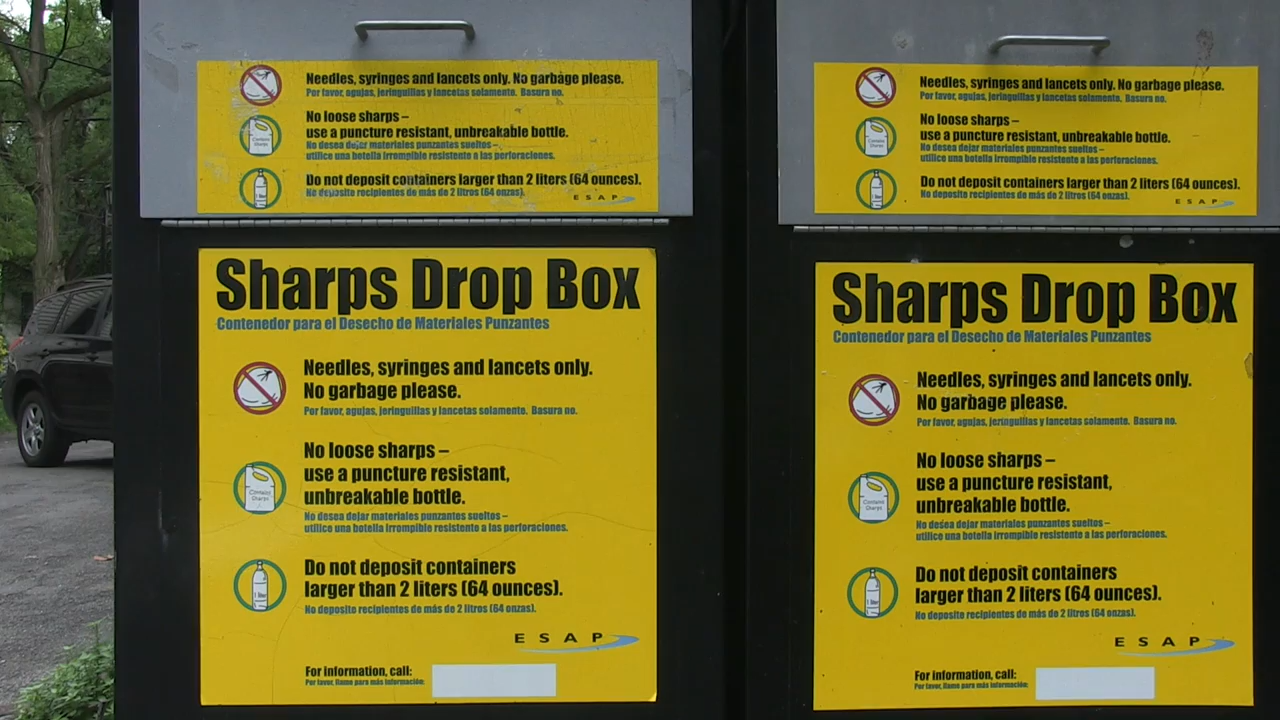 Needles, syringes and lancets only. No garbage please.
Por favor, agujas, jeringuillas y lancetas solamente. Basura no.
No loose sharps –
use a puncture resistant, unbreakable bottle.
No desea dejar materiales punzantes sueltos –
utilice una botella irrompible resistente a las perforaciones.
Do not deposit containers larger than 2 liters (64 ounces).
No deposite recipientes de más de 2 litros (64 onzas).
ESAP
Sharps Drop Box
Contenedor para el Desecho de Materiales Punzantes
Needles, syringes and lancets only.
No garbage please.
Por favor, agujas, jeringuillas y lancetas solamente. Basura no.
No loose sharps –
use a puncture resistant,
unbreakable bottle.
Contains
Sharps
No desea dejar materiales punzantes sueltos –
utilice una botella irrompible resistente a las perforaciones.
Do not deposit containers
larger than 2 liters (64 ounces).
1 liter
No deposite recipientes de más de 2 litros (64 onzas).
ESAP
For information, call:
Por favor, llame para más información:
Needles, syringes and lancets only. No garbage please.
Por favor, agujas, jeringuillas y lancetas solamente. Basura no.
No loose sharps –
use a puncture resistant, unbreakable bottle.
No desea dejar materiales punzantes sueltos –
utilice una botella irrompible resistente a las perforaciones.
Do not deposit containers larger than 2 liters (64 ounces).
No deposite recipientes de más de 2 litros (64 onzas).
ESAP
Sharps Drop Box
Contenedor para el Desecho de Materiales Punzantes
Needles, syringes and lancets only.
No garbage please.
Por favor, agujas, jeringuillas y lancetas solamente. Basura no.
No loose sharps –
use a puncture resistant,
unbreakable bottle.
Contains
Sharps
No desea dejar materiales punzantes sueltos –
utilice una botella irrompible resistente a las perforaciones.
Do not deposit containers
larger than 2 liters (64 ounces).
1 liter
No deposite recipientes de más de 2 litros (64 onzas).
ESAP
For information, call:
Por favor, llame para más información: